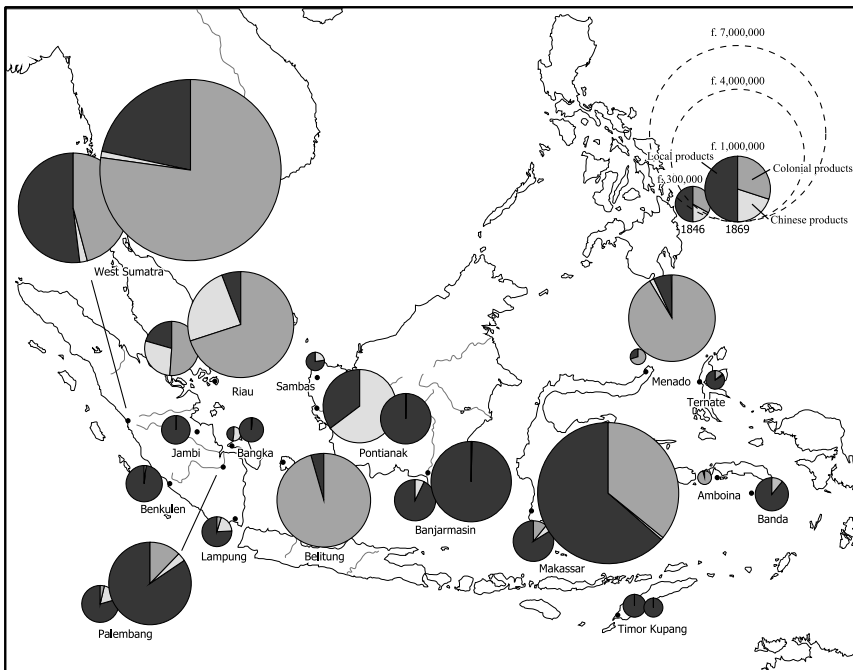 f. 7,000,000
f. 4,000,000
f. 1,000,000
Local products
Colonial products
f. 300,000
Chinese products
1846
1869
West Sumatra
Riau
Sambas
Menado
Ternate
Jambi
Bangka
Pontianak
Benkulen
Amboina
Banda
Lampung
Belitung
Banjarmasin
Makassar
Palembang
Timor Kupang